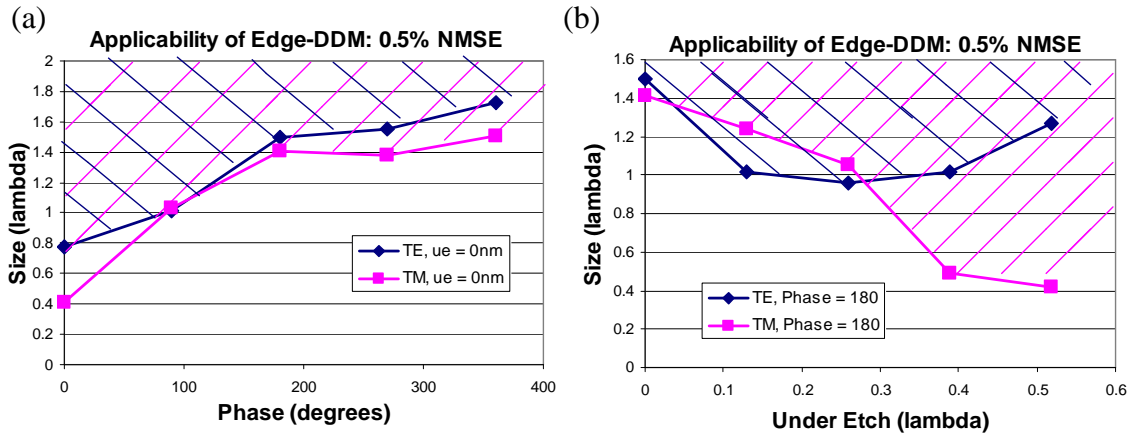 (a)
Applicability of Edge-DDM: 0.5% NMSE
2
1.8
1.6
1.4
1.2
1
0.8
0.6
0.4
0.2
0
Size (lambda)
TE, ue = 0nm
TM, ue = 0nm
0 100 200 300 400
Phase (degrees)
(b)
Applicability of Edge-DDM: 0.5% NMSE
1.6
1.4
1.2
1
0.8
0.6
0.4
0.2
0
Size (lambda)
TE, Phase = 180
TM, Phase = 180
0 0.1 0.2 0.3 0.4 0.5 0.6
Under Etch (lambda)